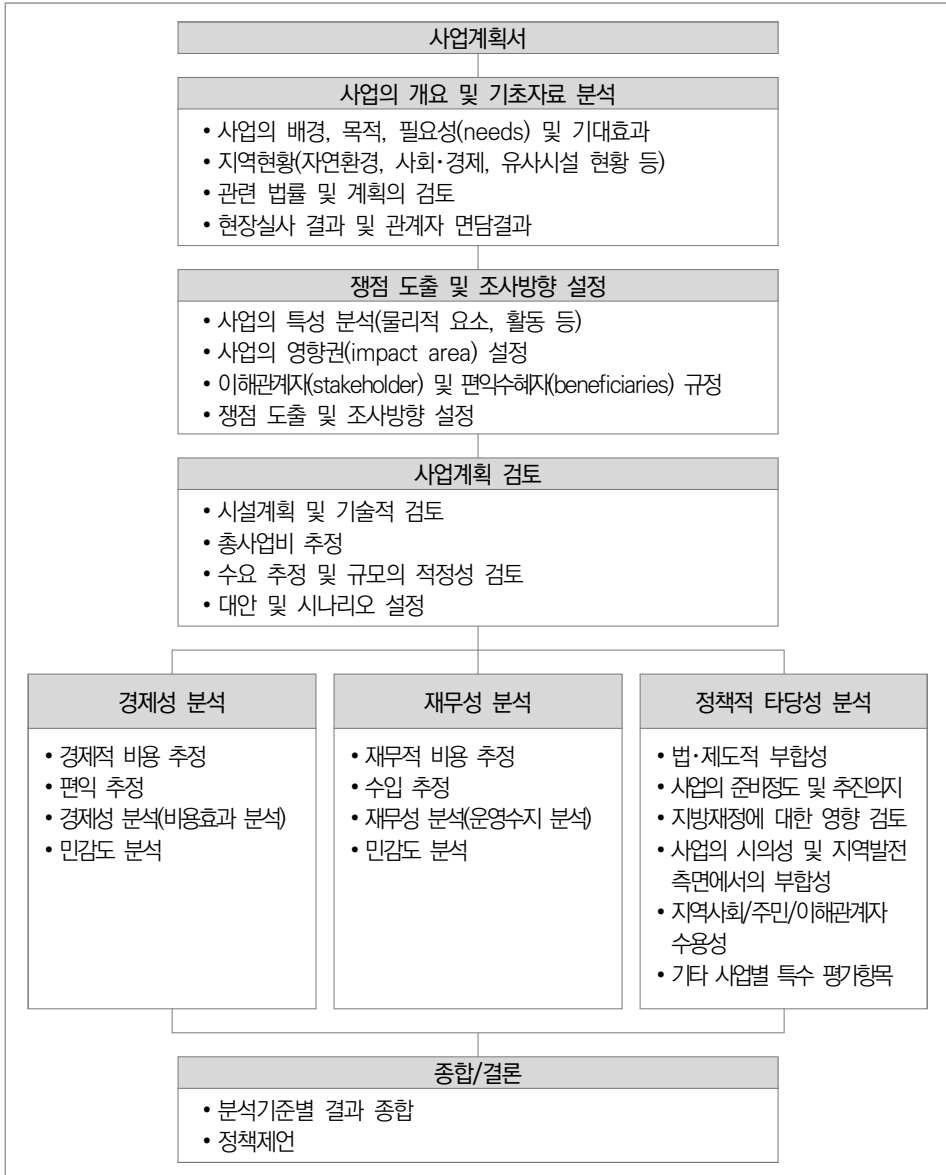 사업계획서
사업의 개요 및 기초자료 분석
• 사업의 배경, 목적, 필요성(needs) 및 기대효과
• 지역현황(자연환경, 사회·경제, 유사시설 현황 등)
• 관련 법률 및 계획의 검토
• 현장실사 결과 및 관계자 면담결과
쟁점 도출 및 조사방향 설정
• 사업의 특성 분석(물리적 요소, 활동 등)
• 사업의 영향권(impact area) 설정
• 이해관계자(stakeholder) 및 편익수혜자(beneficiaries) 규정
• 쟁점 도출 및 조사방향 설정
사업계획 검토
• 시설계획 및 기술적 검토
• 총사업비 추정
• 수요 추정 및 규모의 적정성 검토
• 대안 및 시나리오 설정
경제성 분석
• 경제적 비용 추정
• 편익 추정
• 경제성 분석(비용효과 분석)
• 민감도 분석
재무성 분석
• 재무적 비용 추정
• 수입 추정
• 재무성 분석(운영수지 분석)
• 민감도 분석
정책적 타당성 분석
• 법·제도적 부합성
• 사업의 준비정도 및 추진의지
• 지방재정에 대한 영향 검토
• 사업의 시의성 및 지역발전
측면에서의 부합성
• 지역사회/주민/이해관계자
수용성
• 기타 사업별 특수 평가항목
종합/결론
• 분석기준별 결과 종합
• 정책제언